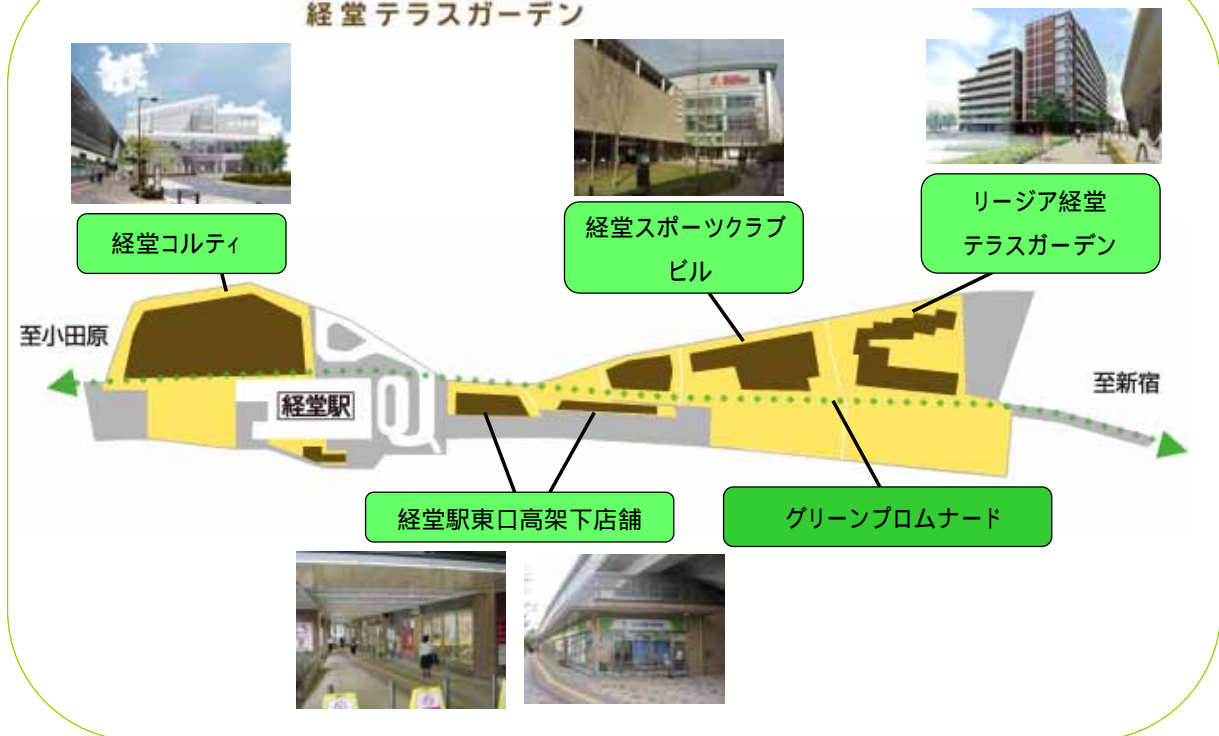 経堂テラスガーデン
経堂コルティ
経堂スポーツクラブ
ビル
リージア経堂
テラスガーデン
至小田原
経堂駅
至新宿
経堂駅東口高架下店舗
グリーンプロムナード